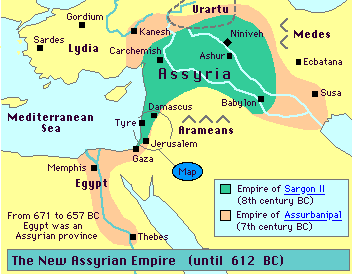 Urartu
Gordium
Kanesh
Niniveh
Medes
Sardes
Lydia
Carchemish
Ashur
Ecbatana
Assyria
Susa
Damascus
Babylon
Mediterranean
Sea
Tyre
Arameans
Jerusalem
Gaza
Memphis
Map
Egypt
Empire of Sargon II
(8th century BC)
From 671 to 657 BC
Egypt was an
Assyrian province
Empire of Assurbanipal
(7th century BC)
Thebes
The New Assyrian Empire (until 612 BC)